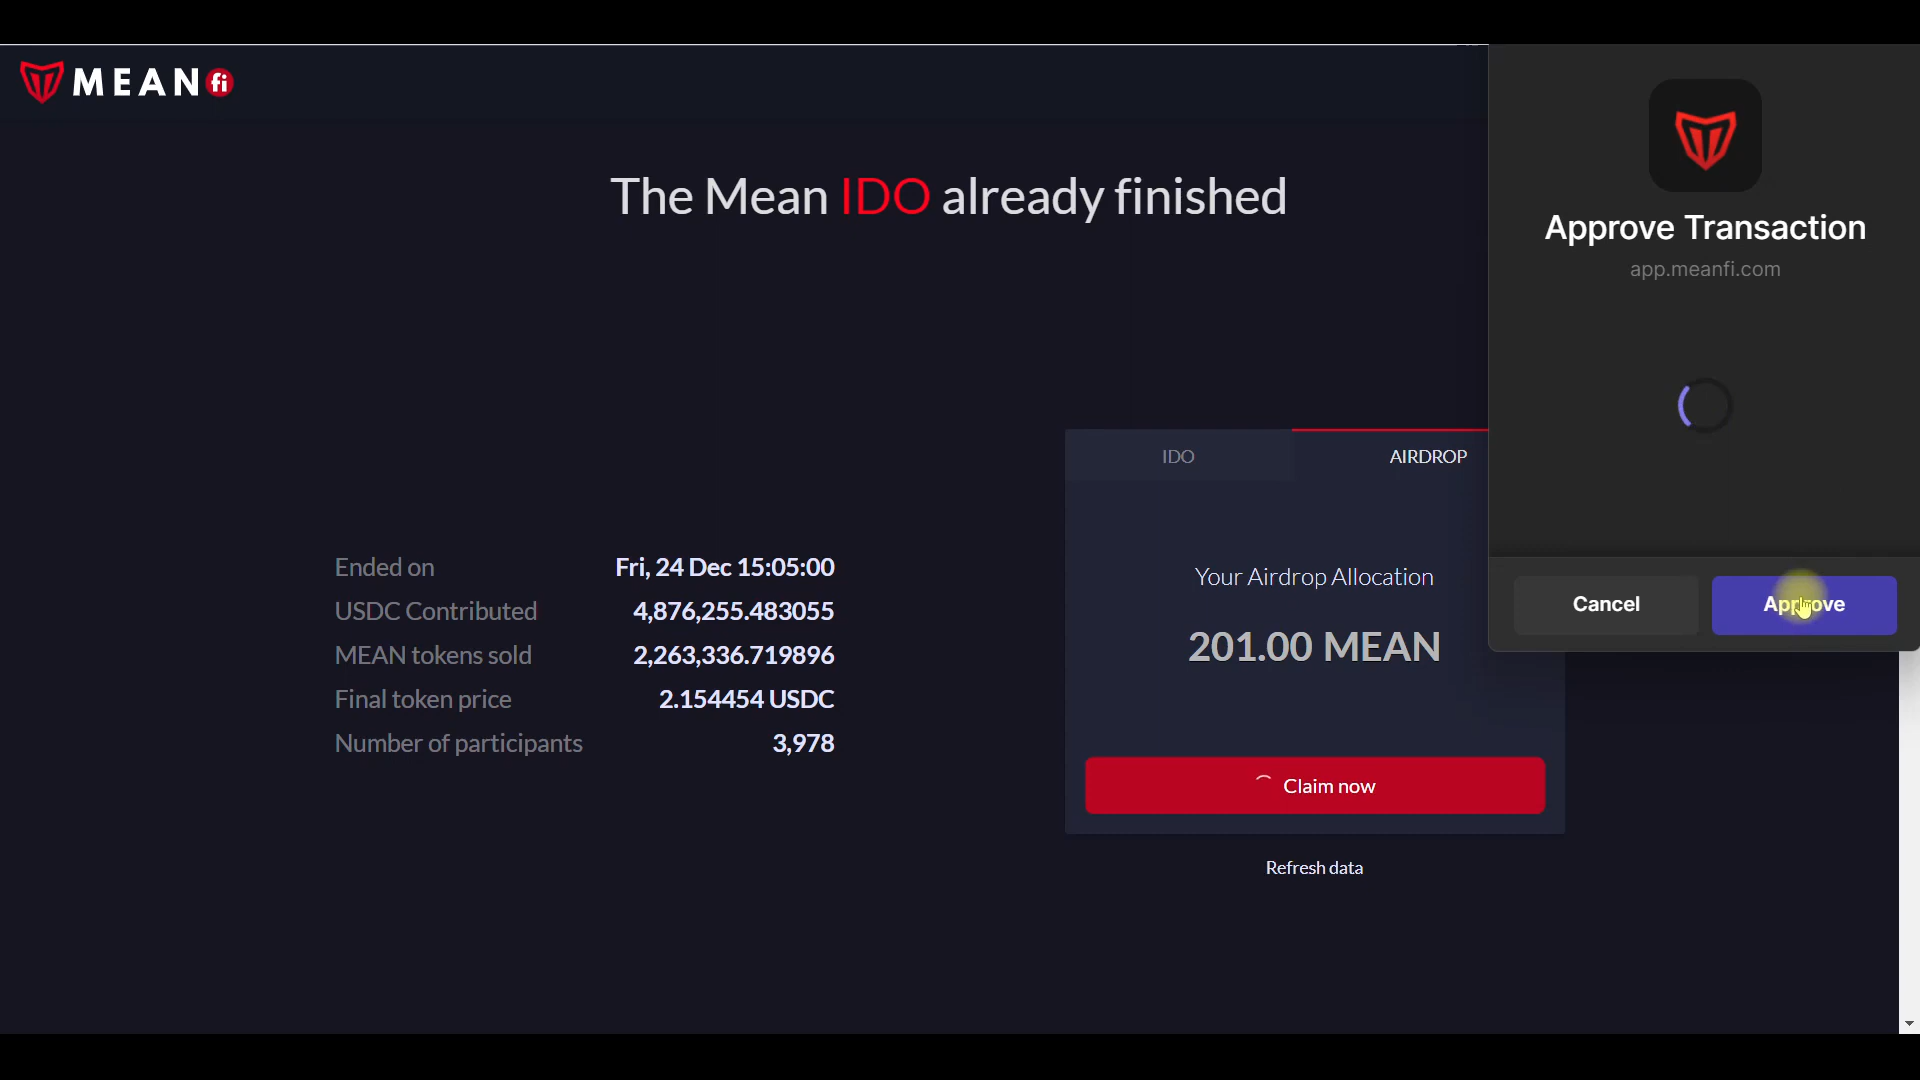 MEAN fi
The Mean IDO already finished
Ended on Fri, 24 Dec 15:05:00
USDC Contributed 4,876,255.483055
MEAN tokens sold 2,263,336.719896
Final token price 2.154454 USDC
Number of participants 3,978
IDO AIRDROP
Your Airdrop Allocation
201.00 MEAN
Claim now
Refresh data
Approve Transaction
app.meanfi.com
Cancel Approve